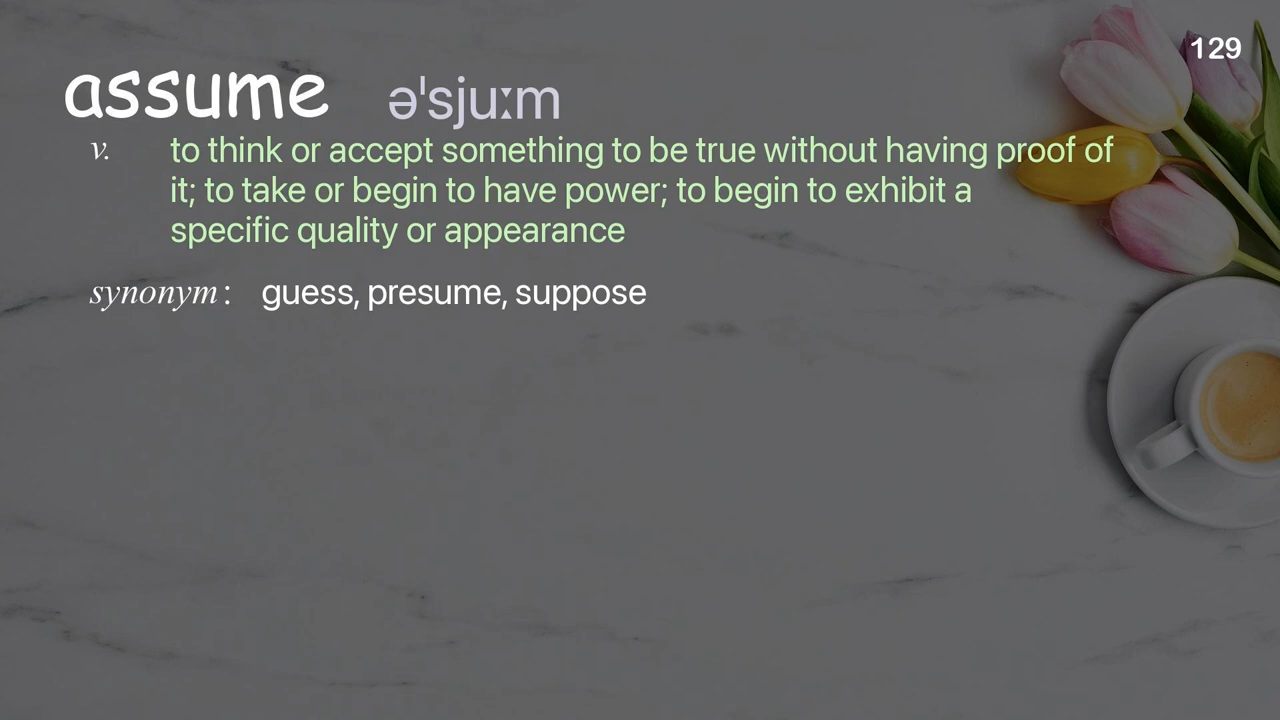 129
assume əˈsjuːm
v. to think or accept something to be true without having proof of
it; to take or begin to have power; to begin to exhibit a
specific quality or appearance
synonym: guess, presume, suppose